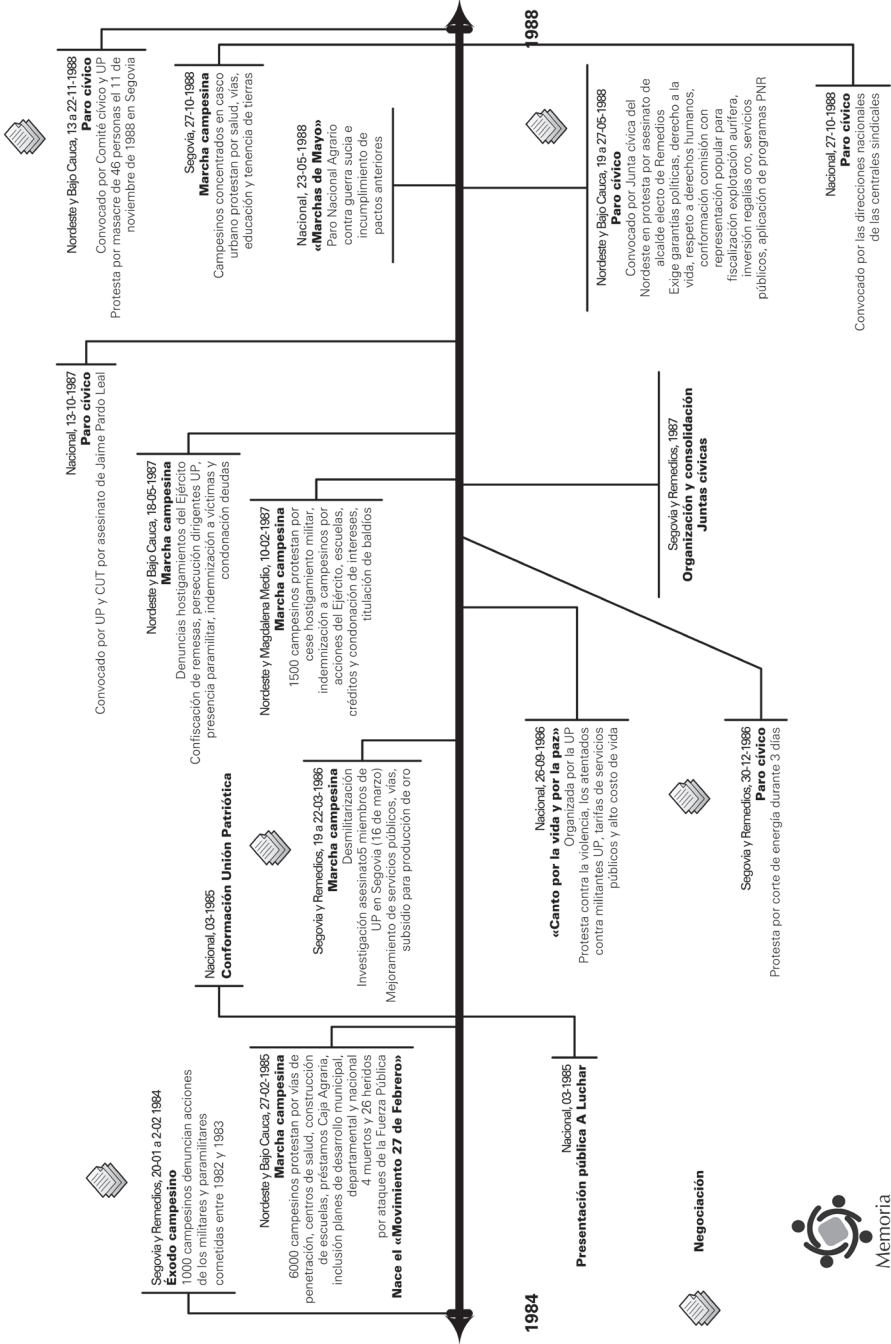 1984
1988
Segovia y Remedios, 20-01 a 2-02 1984
Éxodo campesino
1000 campesinos denuncian acciones
de los militares y paramilitares
cometidas entre 1982 y 1983
Nordeste y Bajo Cauca, 27-02-1985
Marcha campesina
6000 campesinos protestan por vías de
penetración, centros de salud, construcción
de escuelas, préstamos Caja Agraria,
inclusión planes de desarrollo municipal,
departamental y nacional
4 muertos y 26 heridos
por ataques de la Fuerza Pública
Nace el «Movimiento 27 de Febrero»
Nacional, 03-1985
Conformación Unión Patriótica
Nacional, 03-1985
Presentación pública A Luchar
Segovia y Remedios, 19 a 22-03-1986
Marcha campesina
Desmilitarización
Investigación asesinato5 miembros de
UP en Segovia (16 de marzo)
Mejoramiento de servicios públicos, vías,
subsidio para producción de oro
Nacional, 26-09-1986
«Canto por la vida y por la paz»
Organizada por la UP
Protesta contra la violencia, los atentados
contra militantes UP, tarifas de servicios
públicos y alto costo de vida
Segovia y Remedios, 30-12-1986
Paro cívico
Protesta por corte de energía durante 3 días
Nordeste y Magdalena Medio, 10-02-1987
Marcha campesina
1500 campesinos protestan por
cese hostigamiento militar,
indemnización a campesinos por
acciones del Ejército, escuelas,
créditos y condonación de intereses,
titulación de baldíos
Nordeste y Bajo Cauca, 18-05-1987
Marcha campesina
Denuncias hostigamientos del Ejército
Confiscación de remesas, persecución dirigentes UP,
presencia paramilitar, indemnización a víctimas y
condonación deudas
Nacional, 13-10-1987
Paro cívico
Convocado por UP y CUT por asesinato de Jaime Pardo Leal
Segovia y Remedios, 1987
Organización y consolidación
Juntas cívicas
Nordeste y Bajo Cauca, 13 a 22-11-1988
Paro cívico
Convocado por Comité cívico y UP
Protesta por masacre de 46 personas el 11 de
noviembre de 1988 en Segovia
Segovia, 27-10-1988
Marcha campesina
Campesinos concentrados en casco
urbano protestan por salud, vías,
educación y tenencia de tierras
Nacional, 23-05-1988
«Marchas de Mayo»
Paro Nacional Agrario
contra guerra sucia e
incumplimiento de
pactos anteriores
Nordeste y Bajo Cauca, 19 a 27-05-1988
Paro cívico
Convocado por Junta cívica del
Nordeste en protesta por asesinato de
alcalde electo de Remedios
Exige garantías políticas, derecho a la
vida, respeto a derechos humanos,
conformación comisión con
representación popular para
fiscalización explotación aurífera,
inversión regalías oro, servicios
públicos, aplicación de programas PNR
Nacional, 27-10-1988
Paro cívico
Convocado por las direcciones nacionales
de las centrales sindicales
Negociación
Memoria